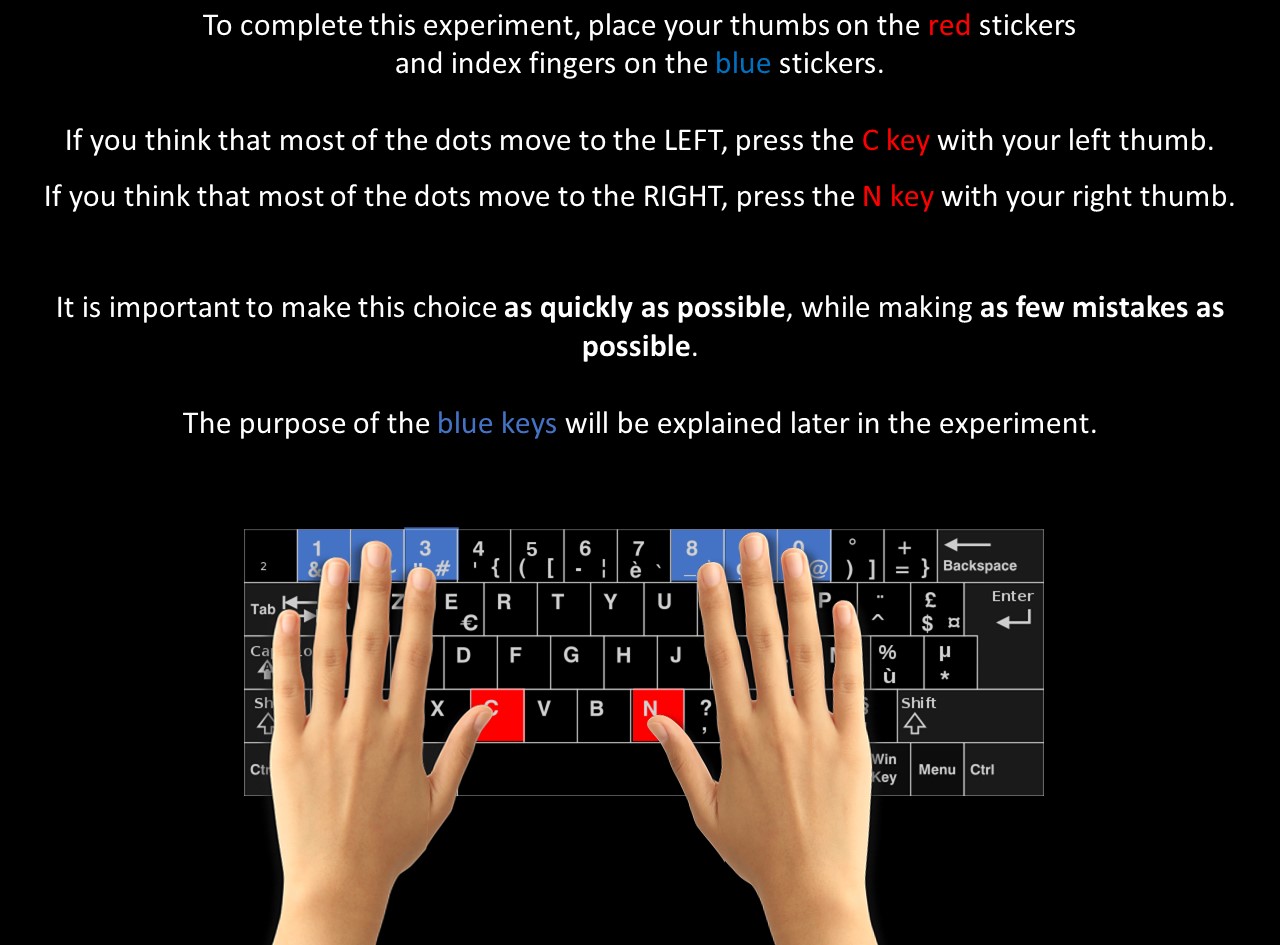 To complete this experiment, place your thumbs on the red stickers
and index fingers on the blue stickers.
If you think that most of the dots move to the LEFT, press the C key with your left thumb.
If you think that most of the dots move to the RIGHT, press the N key with your right thumb.
It is important to make this choice as quickly as possible, while making as few mistakes as
possible.
The purpose of the blue keys will be explained later in the experiment.
1 3 4 5 6 7 8 ° +
2 & " # ' { ( [ - ¦ è ` _ @ ) ] = } Backspace
Tab Z E R T Y U P ¨ £ Enter
€ ^ $ ¤
D F G H J % µ
ù *
X C V B N ? Shift
,
Win
Key Menu Ctrl